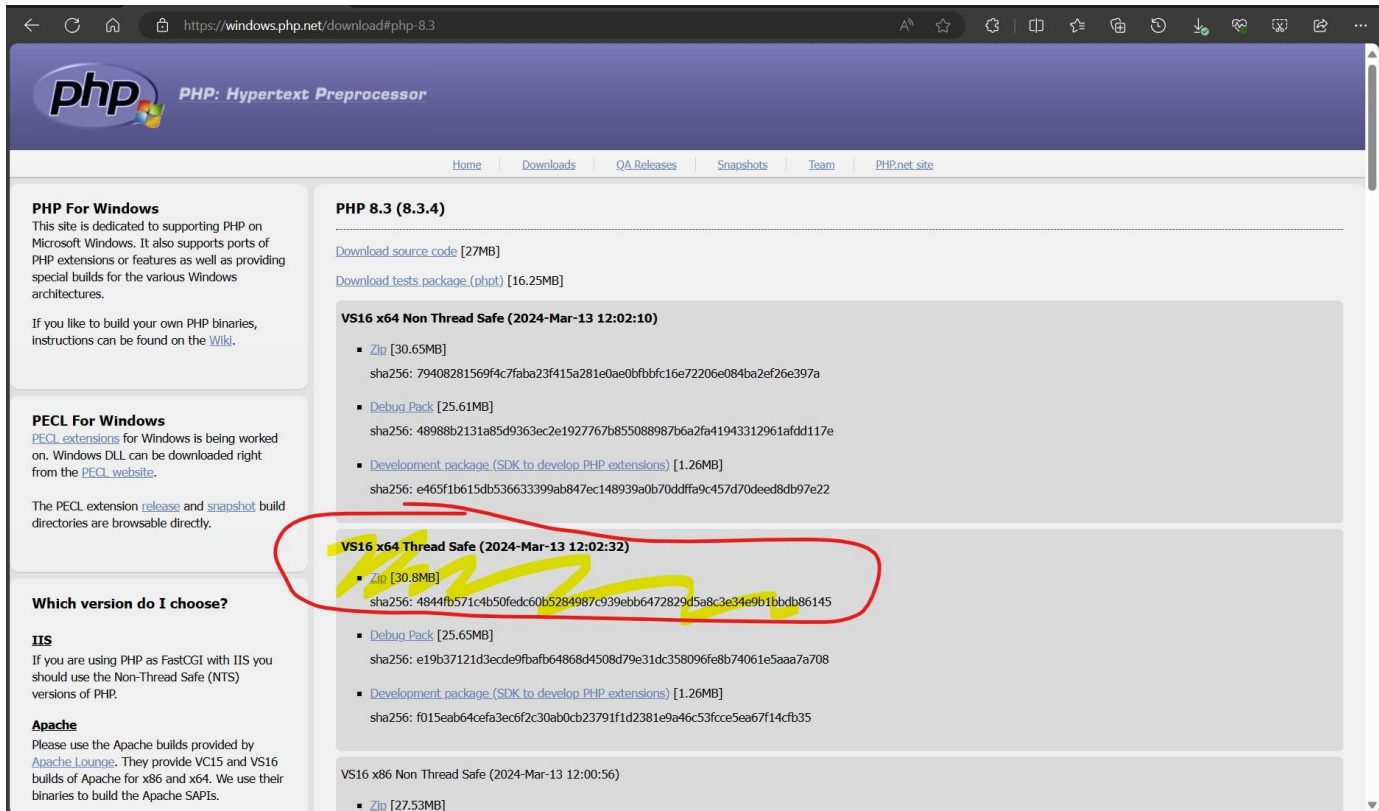 https://windows.php.net/download#php-8.3
php
PHP: Hypertext Preprocessor
Home
Downloads
QA Releases
Snapshots
Team
PHP.net site
PHP For Windows
This site is dedicated to supporting PHP on
Microsoft Windows. It also supports ports of
PHP extensions or features as well as providing
special builds for the various Windows
architectures.
If you like to build your own PHP binaries,
instructions can be found on the Wiki.
PECL For Windows
PECL extensions for Windows is being worked
on. Windows DLL can be downloaded right
from the PECL website.
The PECL extension release and snapshot build
directories are browsable directly.
Which version do I choose?
IIS
If you are using PHP as FastCGI with IIS you
should use the Non-Thread Safe (NTS)
versions of PHP.
Apache
Please use the Apache builds provided by
Apache Lounge. They provide VC15 and VS16
builds of Apache for x86 and x64. We use their
binaries to build the Apache SAPIs.
PHP 8.3 (8.3.4)
Download source code [27MB]
Download tests package (phpt) [16.25MB]
VS16 x64 Non Thread Safe (2024-Mar-13 12:02:10)
Zip [30.65MB]
sha256: 79408281569f4c7faba23f415a281e0ae0bfbbfc16e72206e084ba2ef26e397a
Debug Pack [25.61MB]
sha256: 48988b2131a85d9363ec2e1927767b855088987b6a2fa41943312961afdd117e
Development package (SDK to develop PHP extensions) [1.26MB]
sha256: e465f1b615db536633399ab847ec148939a0b70ddffa9c457d70deed8db97e22
VS16 x64 Thread Safe (2024-Mar-13 12:02:32)
Zip [30.8MB]
sha256: 4844fb571c4b50fedc60b5284987c939ebb6472829d5a8c3e34e9b1bbdb86145
Debug Pack [25.65MB]
sha256: e19b37121d3ecde9fbafb64868d4508d79e31dc358096fe8b74061e5aaa7a708
Development package (SDK to develop PHP extensions) [1.26MB]
sha256: f015eab64cefa3ec6f2c30ab0cb23791f1d2381e9a46c53fcce5ea67f14cfb35
VS16 x86 Non Thread Safe (2024-Mar-13 12:00:56)
Zip [27.53MB]